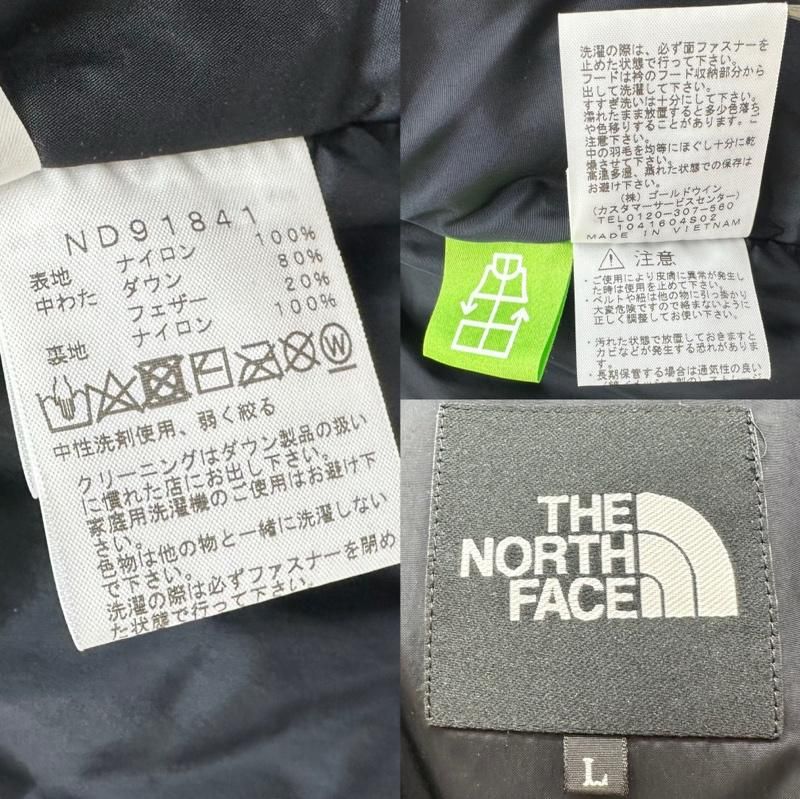 ND91841
表地 ナイロン 100%
中わた ダウン 80%
フェザー 20%
裏地 ナイロン 100%
中性洗剤使用、弱く絞る
クリーニングはダウン製品の扱い
に慣れた店にお出し下さい。
家庭用洗濯機のご使用はお避け下
さい。
色物は他の物と一緒に洗濯しない
で下さい。
洗濯の際は必ずファスナーを閉め
た状態で行って下さい。
洗濯の際は、必ず面ファスナーを
止めた状態で行って下さい。
フードは衿のフード収納部分から
出して洗濯して下さい。
すすぎ洗いは十分にして下さい。
濡れたまま放置すると多少色落ち
や色移りすることがあります。ご
注意下さい。
中の羽毛を均等にほぐし十分に乾
燥させて下さい。
高温多湿、蒸れた状態での保存は
お避け下さい。
(株)ゴールドウイン
(カスタマーサービスセンター)
TEL0120-307-560
1041604S02
MADE IN VIETNAM
注意
・ご使用により皮膚に異常が発生し
た時は使用を止めて下さい。
・ベルトや紐は他の物に引っ掛かり
大変危険ですので絡まないように
正しく調整してお使い下さい。
・汚れた状態で放置しておきますと
カビなどが発生する恐れがありま
す。
・長期保管する場合は通気性の良い
THE
NORTH
FACE
L